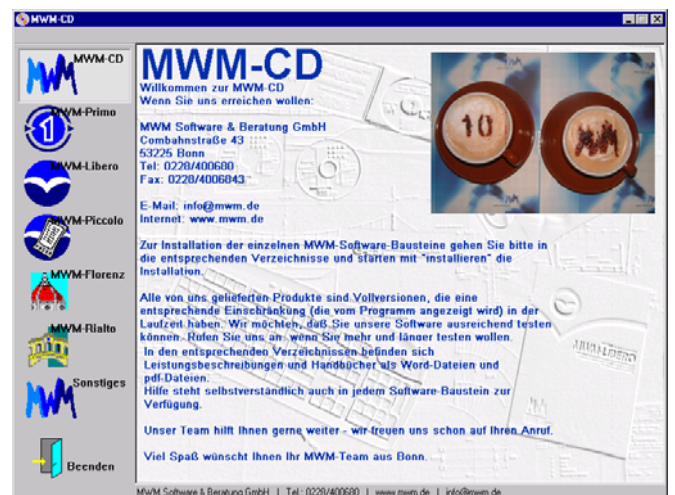 MWM-CD
MWM-CD
MWM-Primo
MWM-Libero
MWM-Piccolo
MWM-Florenz
MWM-Rialto
Sonstiges
Beenden
MWM-CD
Willkommen zur MWM-CD
Wenn Sie uns erreichen wollen:
MWM Software & Beratung GmbH
Combahnstraße 43
53225 Bonn
Tel: 0228/400680
Fax: 0228/4006843
E-Mail: info@mwm.de
Internet: www.mwm.de
10
MM
Zur Installation der einzelnen MWM-Software-Bausteine gehen Sie bitte in
die entsprechenden Verzeichnisse und starten mit "installieren" die
Installation.
Alle von uns gelieferten Produkte sind Vollversionen, die eine
entsprechende Einschränkung (die vom Programm angezeigt wird) in der
Laufzeit haben. Wir möchten, daß Sie unsere Software ausreichend testen
können. Rufen Sie uns an, wenn Sie mehr und länger testen wollen.
In den entsprechenden Verzeichnissen befinden sich
Leistungsbeschreibungen und Handbücher als Word-Dateien und
pdf-Dateien.
Hilfe steht selbstverständlich auch in jedem Software-Baustein zur
Verfügung.
Unser Team hilft Ihnen gerne weiter - wir freuen uns schon auf Ihren Anruf.
Viel Spaß wünscht Ihnen Ihr MWM-Team aus Bonn.
MWM-LIBERO
MWM Software & Beratung GmbH | Tel.: 0228/400680 | www.mwm.de | info@mwm.de